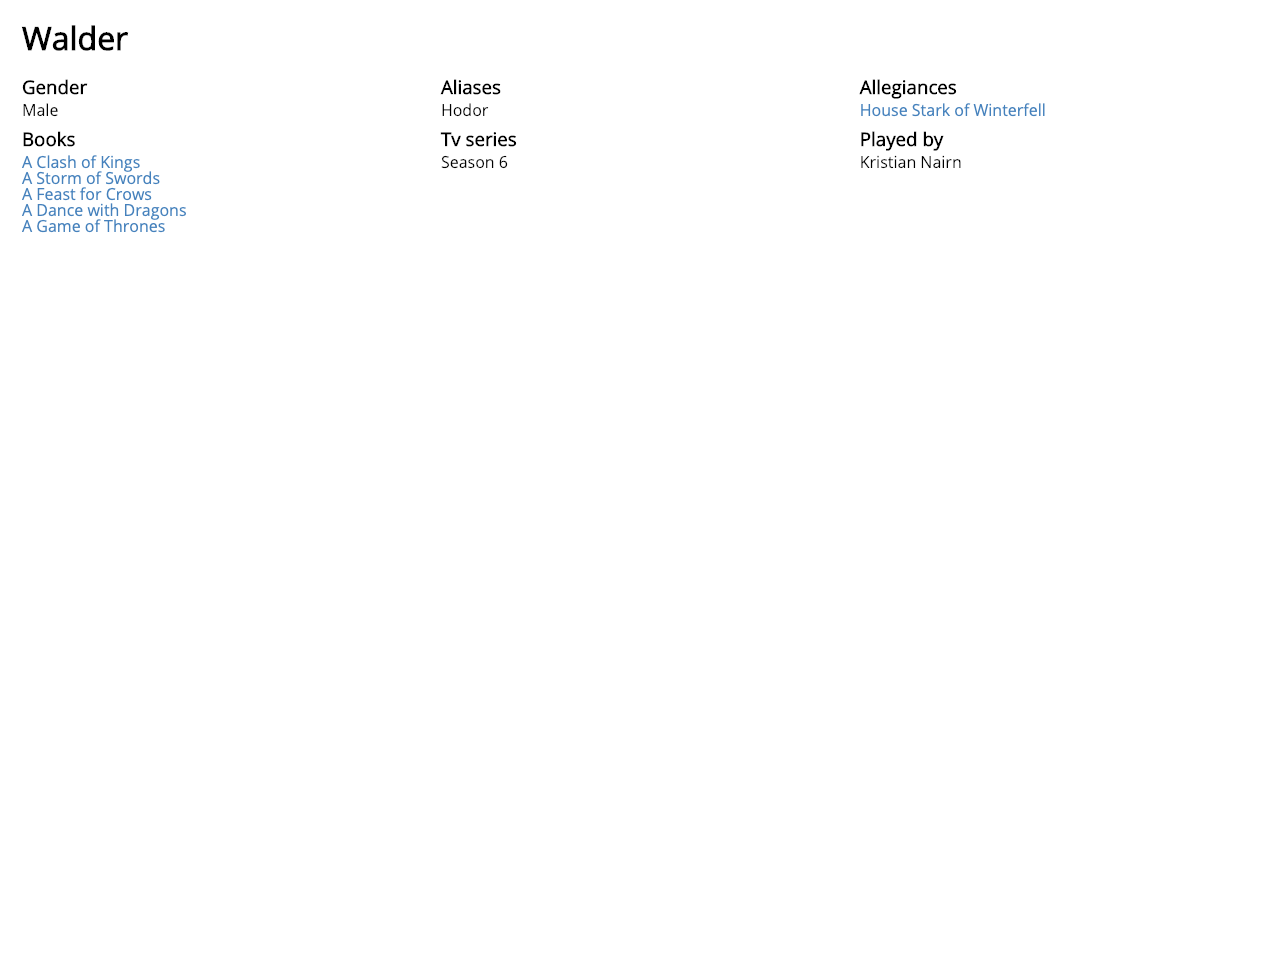 Walder
Gender
Male
Aliases
Hodor
Allegiances
House Stark of Winterfell
Books
A Clash of Kings
A Storm of Swords
A Feast for Crows
A Dance with Dragons
A Game of Thrones
Tv series
Season 6
Played by
Kristian Nairn